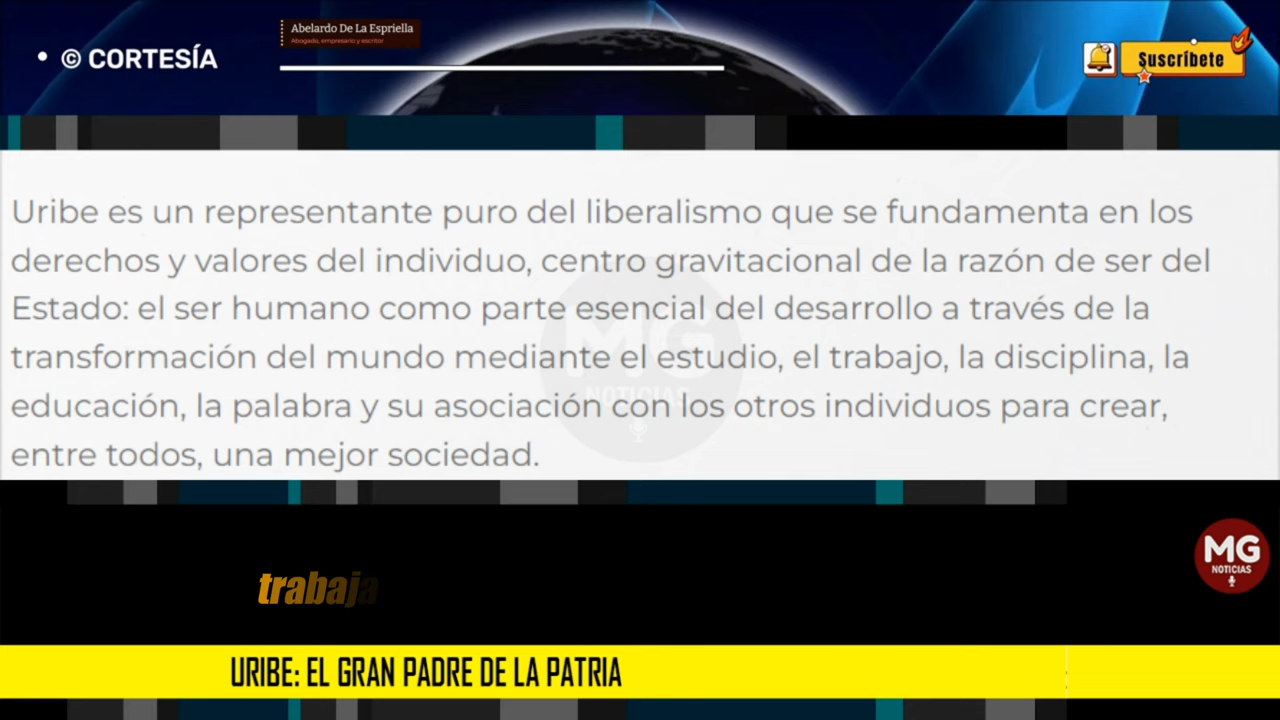 Abelardo De La Espriella
Abogado, empresario y escritor
• © CORTESÍA
Suscríbete
Uribe es un representante puro del liberalismo que se fundamenta en los
derechos y valores del individuo, centro gravitacional de la razón de ser del
Estado: el ser humano como parte esencial del desarrollo a través de la
transformación del mundo mediante el estudio, el trabajo, la disciplina, la
educación, la palabra y su asociación con los otros individuos para crear,
entre todos, una mejor sociedad.
MG
NOTICIAS
MG
NOTICIAS
trabaja
URIBE: EL GRAN PADRE DE LA PATRIA